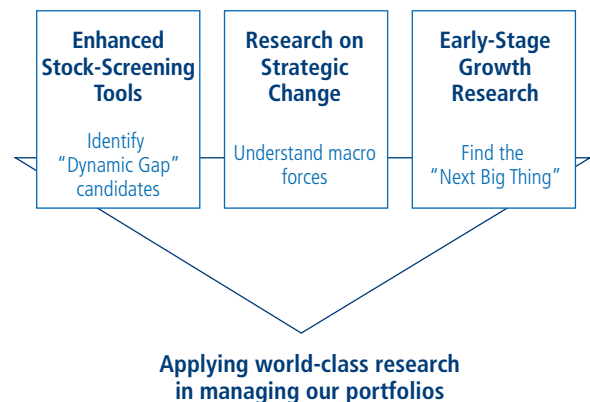 Enhanced
Stock-Screening
Tools
Identify
“Dynamic Gap”
candidates
Research on
Strategic
Change
Understand macro
forces
Early-Stage
Growth
Research
Find the
“Next Big Thing”
Applying world-class research
in managing our portfolios